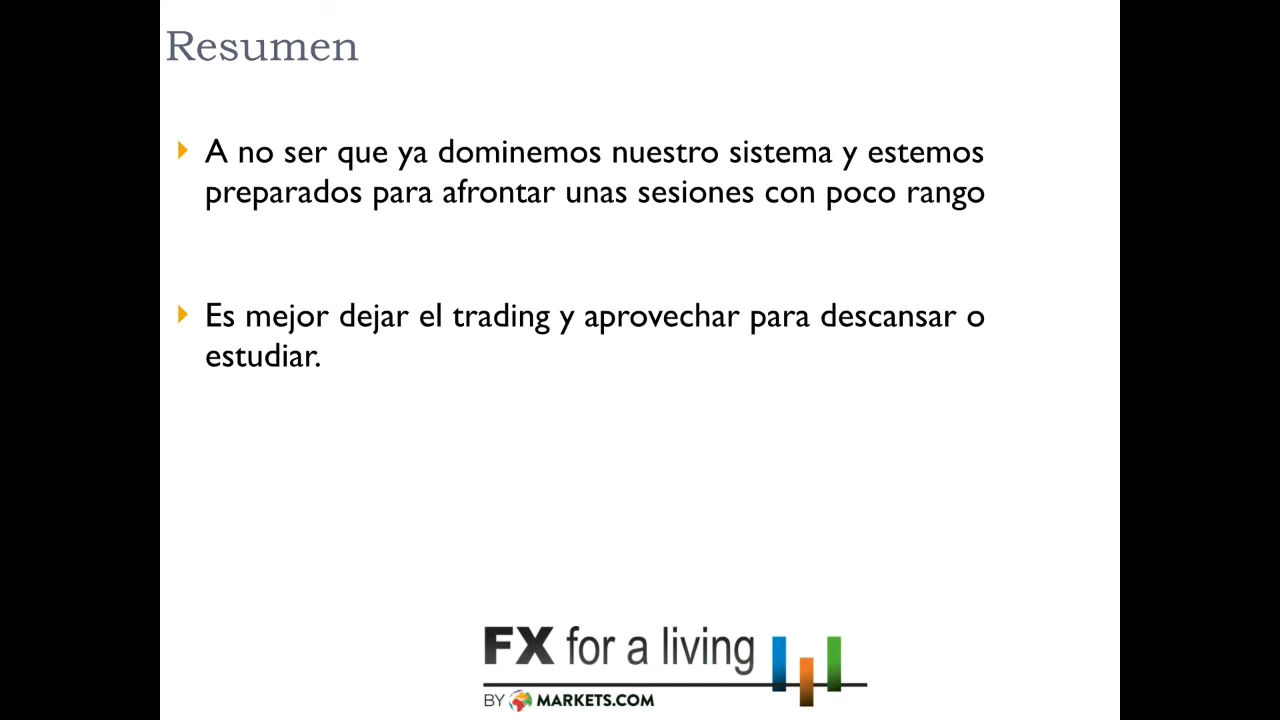 Resumen
A no ser que ya dominemos nuestro sistema y estemos
preparados para afrontar unas sesiones con poco rango
Es mejor dejar el trading y aprovechar para descansar o
estudiar.
FX for a living
BY MARKETS.COM